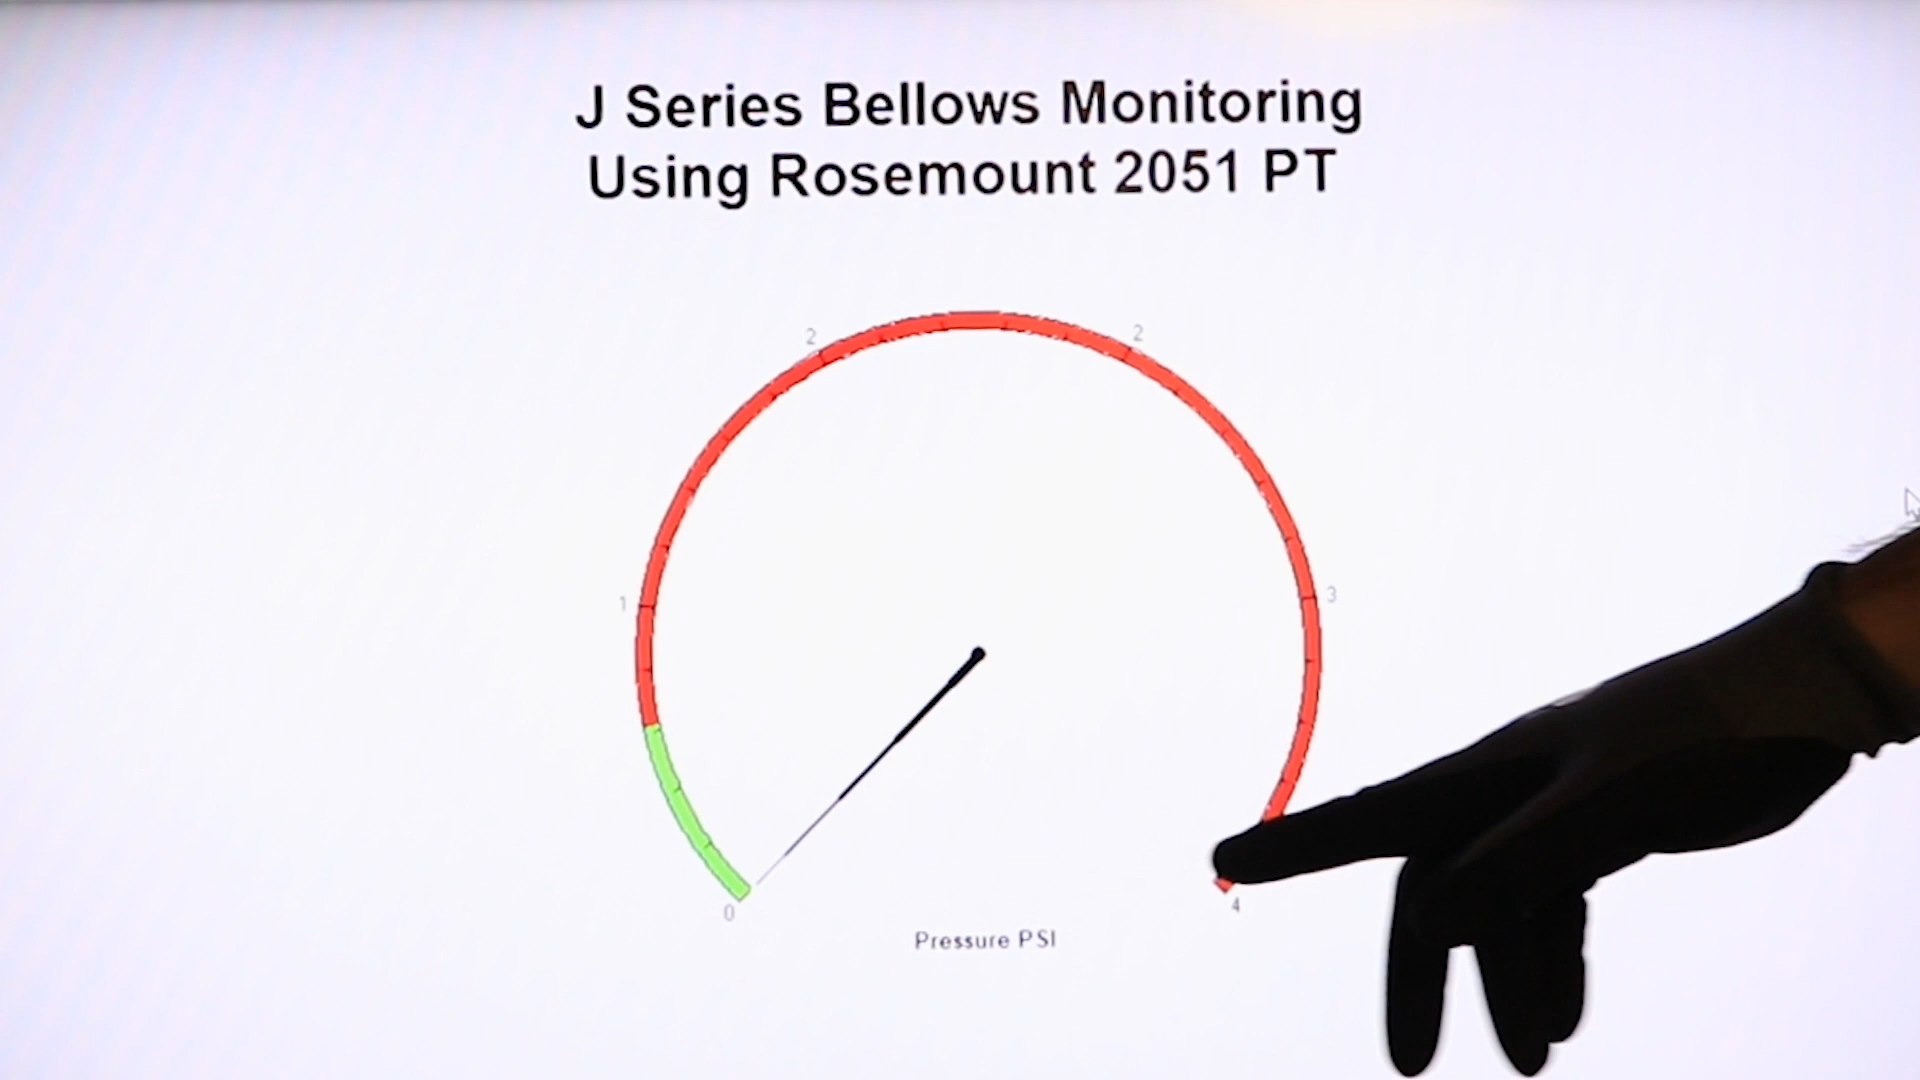 J Series Bellows Monitoring
Using Rosemount 2051 PT
2
2
1
3
0
4
Pressure PSI